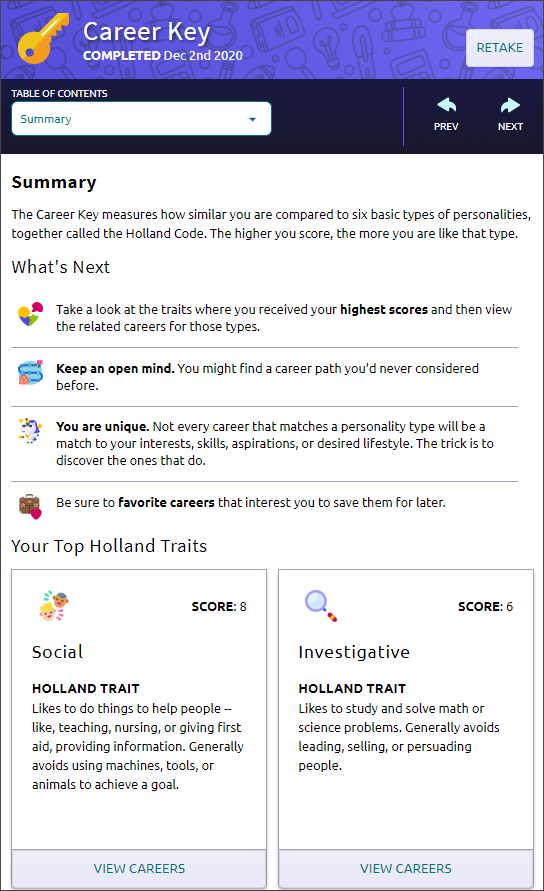 Career Key
COMPLETED Dec 2nd 2020
RETAKE
TABLE OF CONTENTS
Summary
PREV
NEXT
Summary
The Career Key measures how similar you are compared to six basic types of personalities,
together called the Holland Code. The higher you score, the more you are like that type.
What's Next
Take a look at the traits where you received your highest scores and then view
the related careers for those types.
Keep an open mind. You might find a career path you'd never considered
before.
You are unique. Not every career that matches a personality type will be a
match to your interests, skills, aspirations, or desired lifestyle. The trick is to
discover the ones that do.
Be sure to favorite careers that interest you to save them for later.
Your Top Holland Traits
SCORE: 8
Social
HOLLAND TRAIT
Likes to do things to help people --
like, teaching, nursing, or giving first
aid, providing information. Generally
avoids using machines, tools, or
animals to achieve a goal.
VIEW CAREERS
SCORE: 6
Investigative
HOLLAND TRAIT
Likes to study and solve math or
science problems. Generally avoids
leading, selling, or persuading
people.
VIEW CAREERS